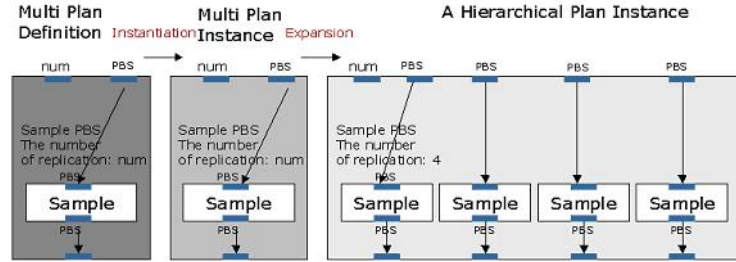 Multi Plan
Definition
Instantiation
Multi Plan
Instance
Expansion
A Hierarchical Plan Instance
num
PBS
num
PBS
num
PBS
PBS
PBS
PBS
Sample PBS
The number
of replication: num
Sample PBS
The number
of replication: num
Sample PBS
The number
of replication: 4
PBS
PBS
PBS
Sample
Sample
Sample
Sample
Sample
Sample
PBS
PBS
PBS
PBS
PBS
PBS